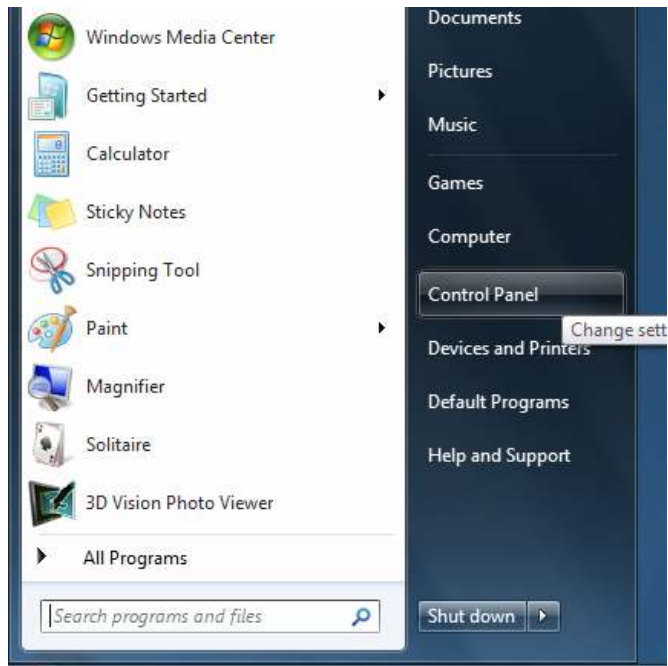 Windows Media Center
Getting Started
Calculator
Sticky Notes
Snipping Tool
Paint
Magnifier
Solitaire
3D Vision Photo Viewer
All Programs
Search programs and files
Documents
Pictures
Music
Games
Computer
Control Panel
Change sett
Devices and Printers
Default Programs
Help and Support
Shut down